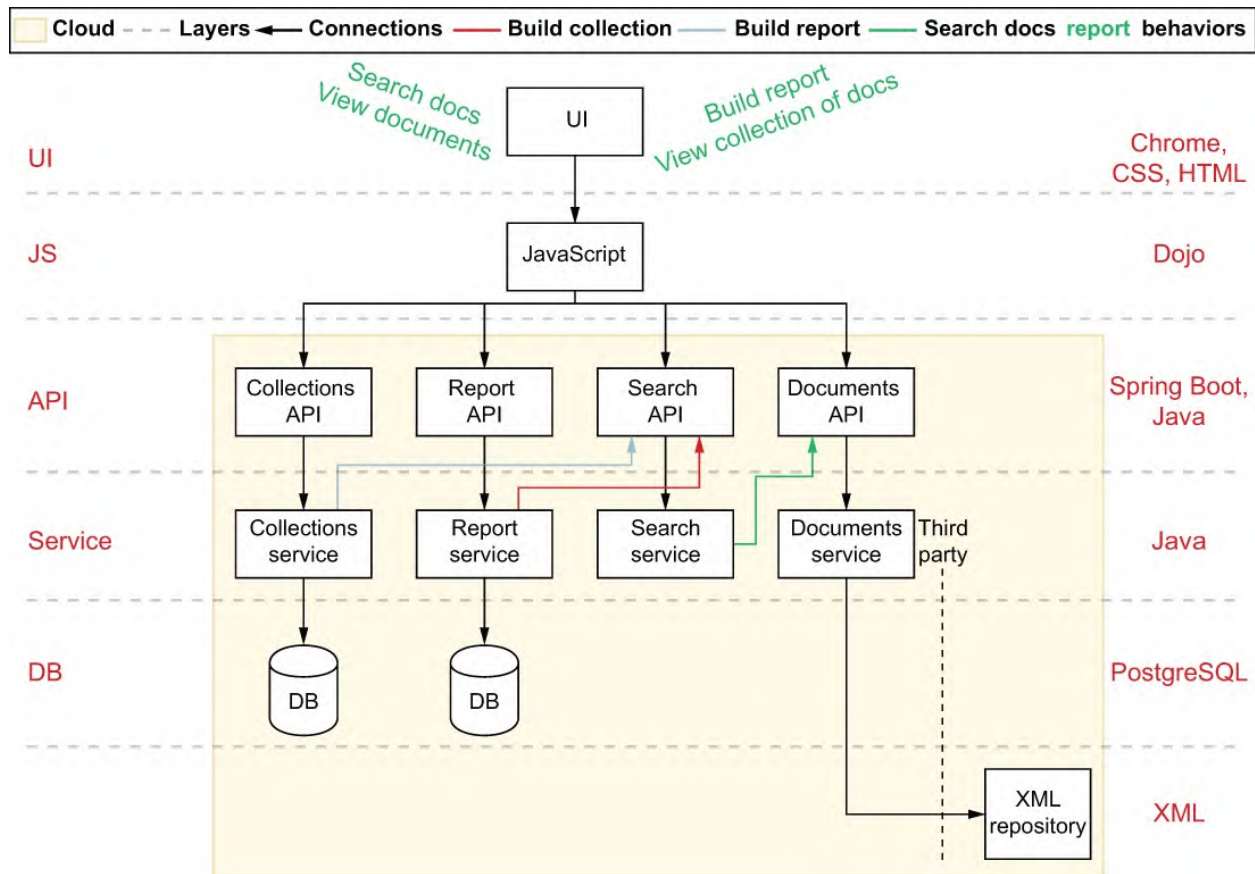 Cloud Layers Connections Build collection Build report Search docs report behaviors
Search docs
View documents
UI
Build report
View collection of docs
UI
Chrome,
CSS, HTML
JS
JavaScript
Dojo
API
Collections
API
Report
API
Search
API
Documents
API
Spring Boot,
Java
Service
Collections
service
Report
service
Search
service
Documents
service
Third
party
Java
DB
DB
DB
PostgreSQL
XML
repository
XML